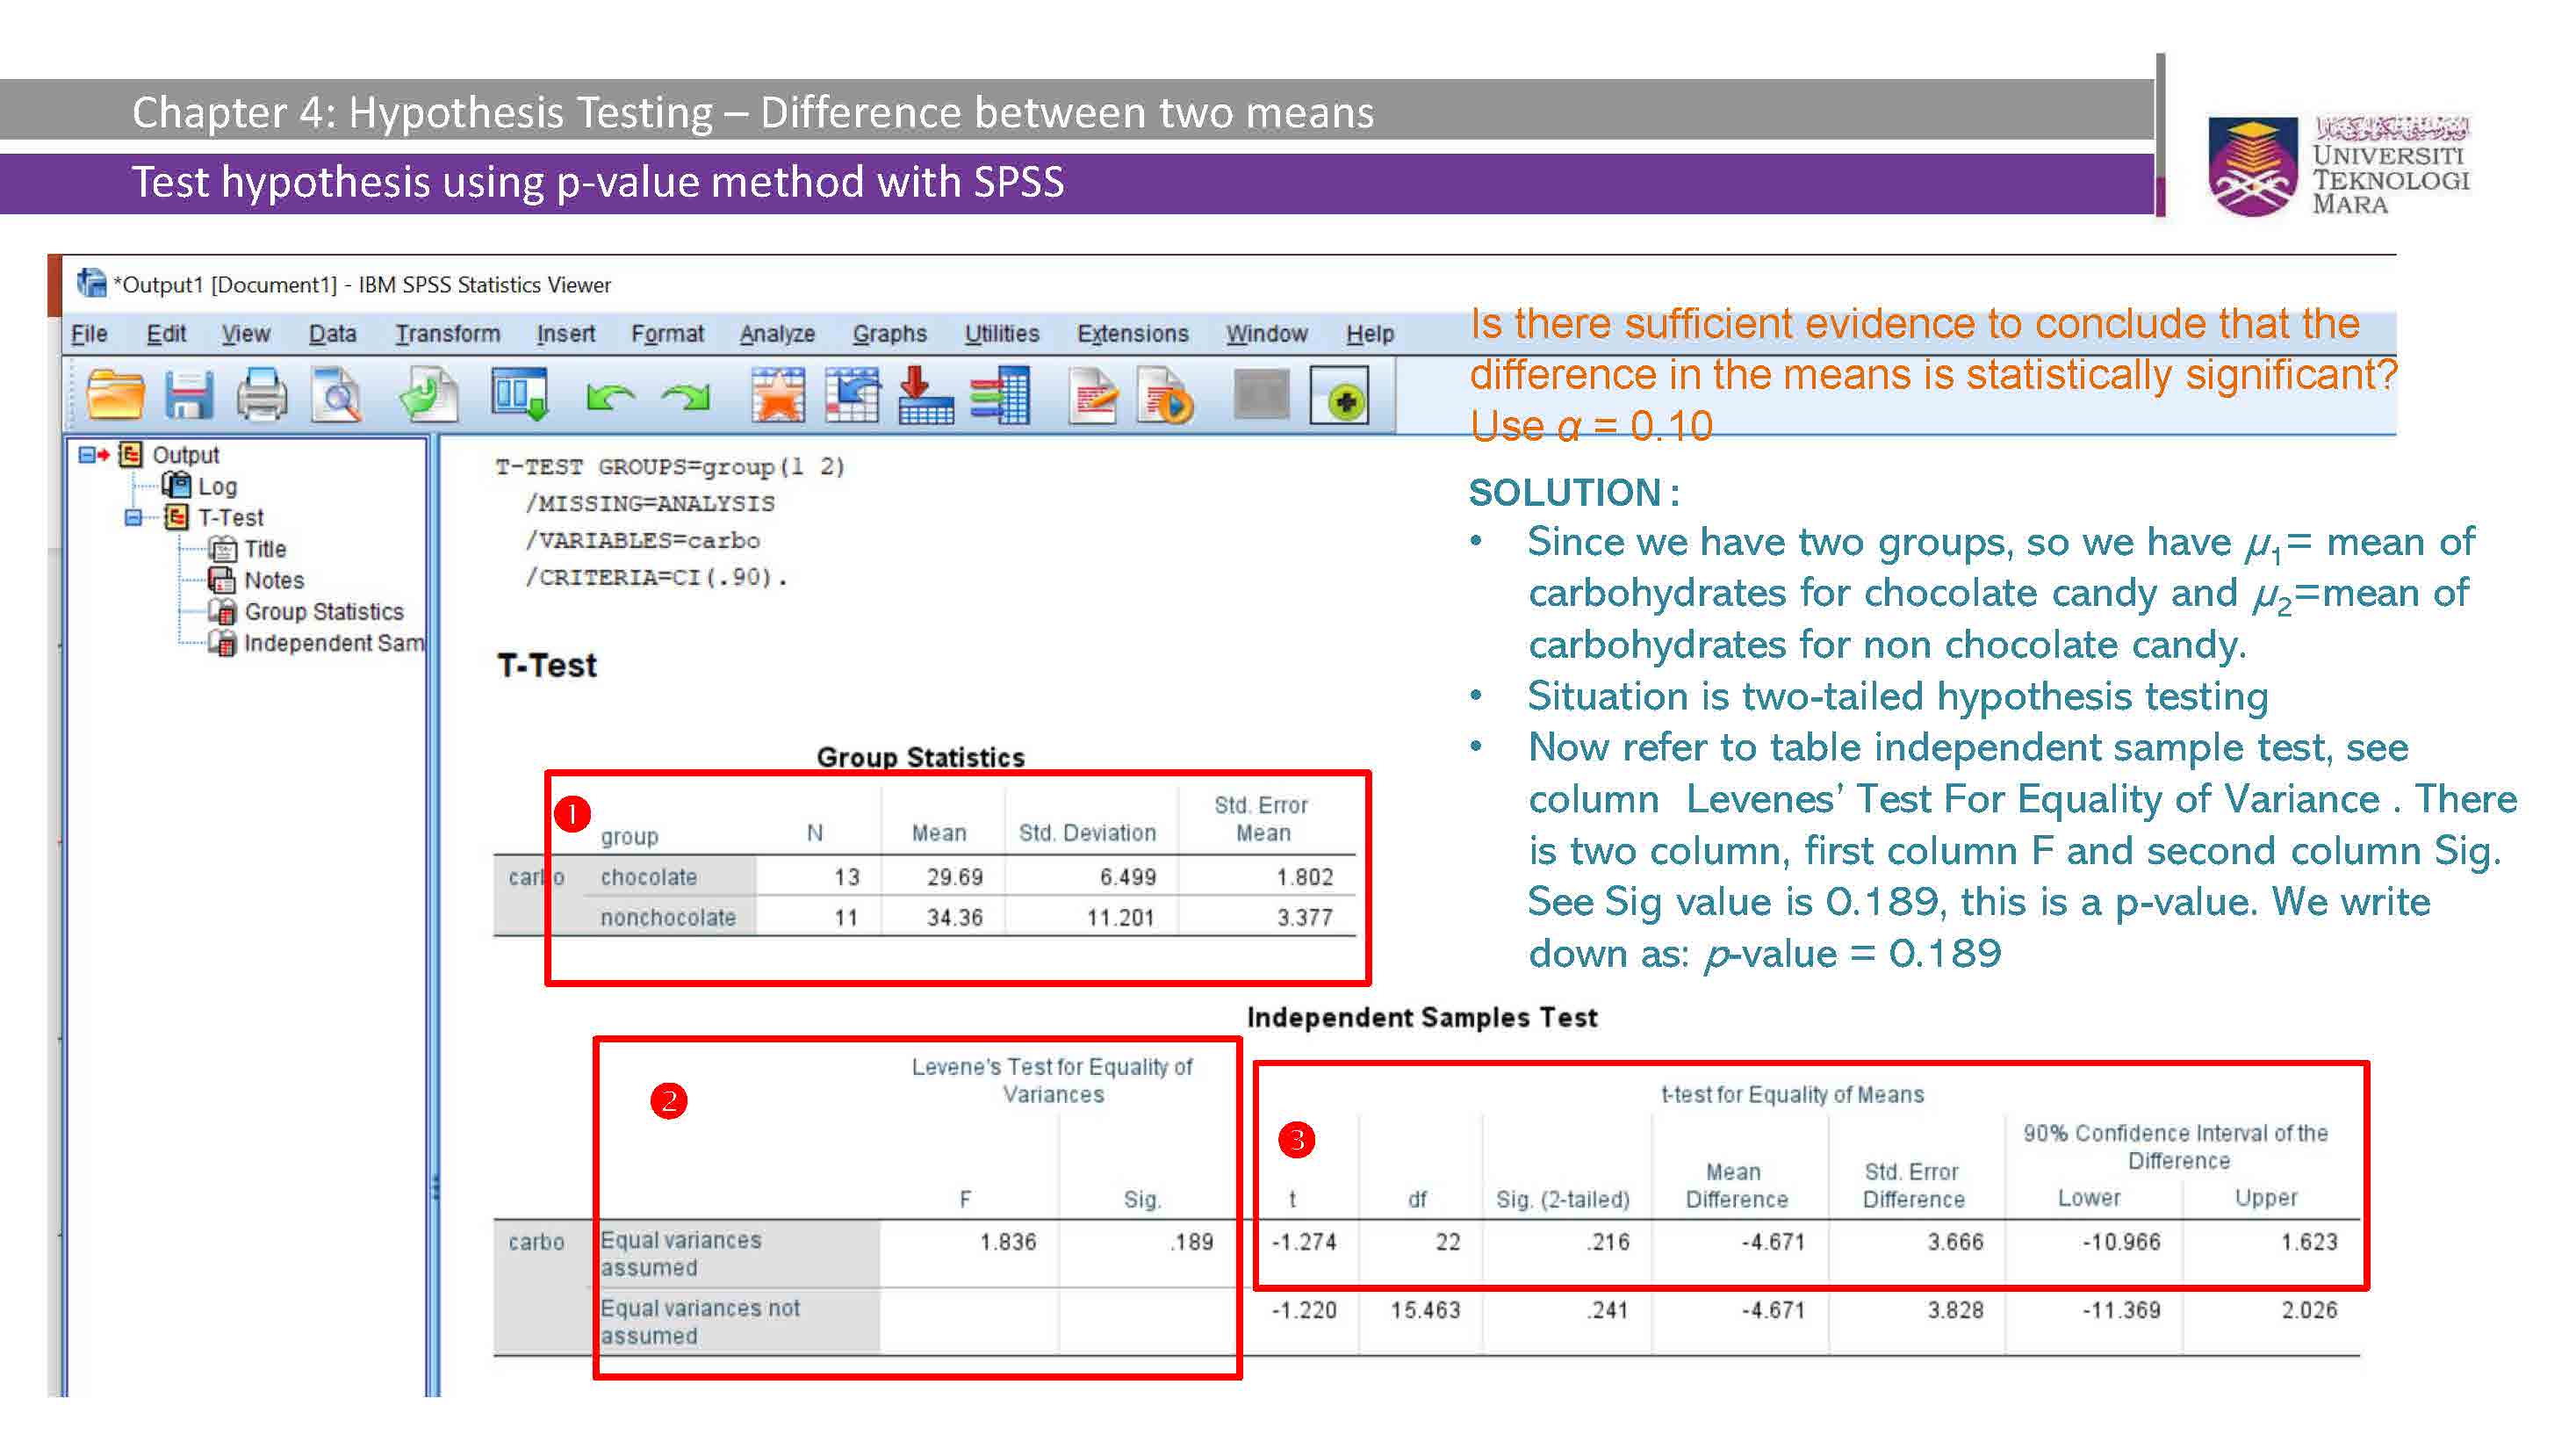 Chapter 4: Hypothesis Testing – Difference between two means
Test hypothesis using p-value method with SPSS
UNIVERSITI
TEKNOLOGI
MARA
*Output1 [Document1] - IBM SPSS Statistics Viewer
File Edit View Data Transform Insert Format Analyze Graphs Utilities Extensions Window Help
Is there sufficient evidence to conclude that the
difference in the means is statistically significant?
Use α = 0.10
Output
Log
T-Test
Title
Notes
Group Statistics
Independent Sam
T-TEST GROUPS=group(1 2)
/MISSING=ANALYSIS
/VARIABLES=carbo
/CRITERIA=CI(.90).
SOLUTION :
• Since we have two groups, so we have μ1= mean of
carbohydrates for chocolate candy and μ2=mean of
carbohydrates for non chocolate candy.
• Situation is two-tailed hypothesis testing
• Now refer to table independent sample test, see
column Levenes’ Test For Equality of Variance . There
is two column, first column F and second column Sig.
See Sig value is 0.189, this is a p-value. We write
down as: p-value = 0.189
T-Test
Group Statistics
1
group N Mean Std. Deviation Std. Error Mean
carbo chocolate 13 29.69 6.499 1.802
nonchocolate 11 34.36 11.201 3.377
Independent Samples Test
2
Levene's Test for Equality of
Variances
3
t-test for Equality of Means
90% Confidence Interval of the
Difference
F Sig. t df Sig. (2-tailed) Mean Difference Std. Error Difference Lower Upper
carbo Equal variances assumed 1.836 .189 -1.274 22 .216 -4.671 3.666 -10.966 1.623
Equal variances not assumed -1.220 15.463 .241 -4.671 3.828 -11.369 2.026